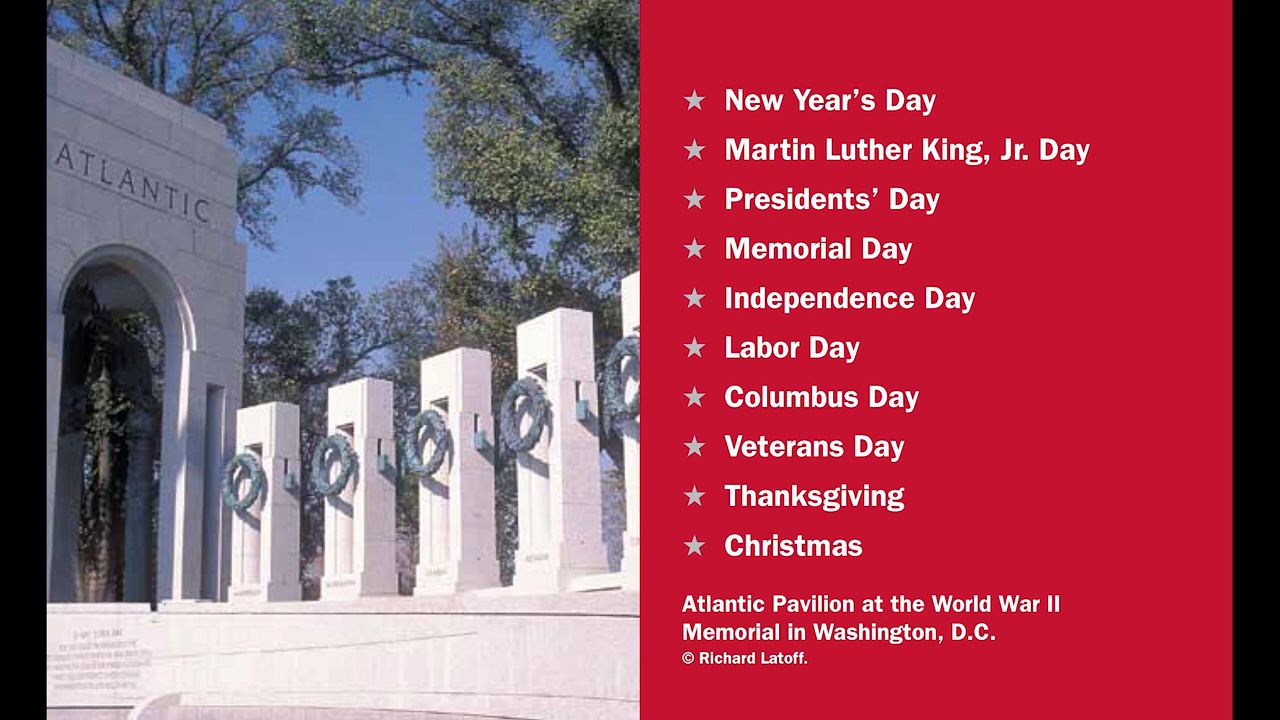 ATLANTIC
★ New Year's Day
★ Martin Luther King, Jr. Day
★ Presidents' Day
★ Memorial Day
★ Independence Day
★ Labor Day
★ Columbus Day
★ Veterans Day
★ Thanksgiving
★ Christmas
Atlantic Pavilion at the World War II
Memorial in Washington, D.C.
© Richard Latoff.